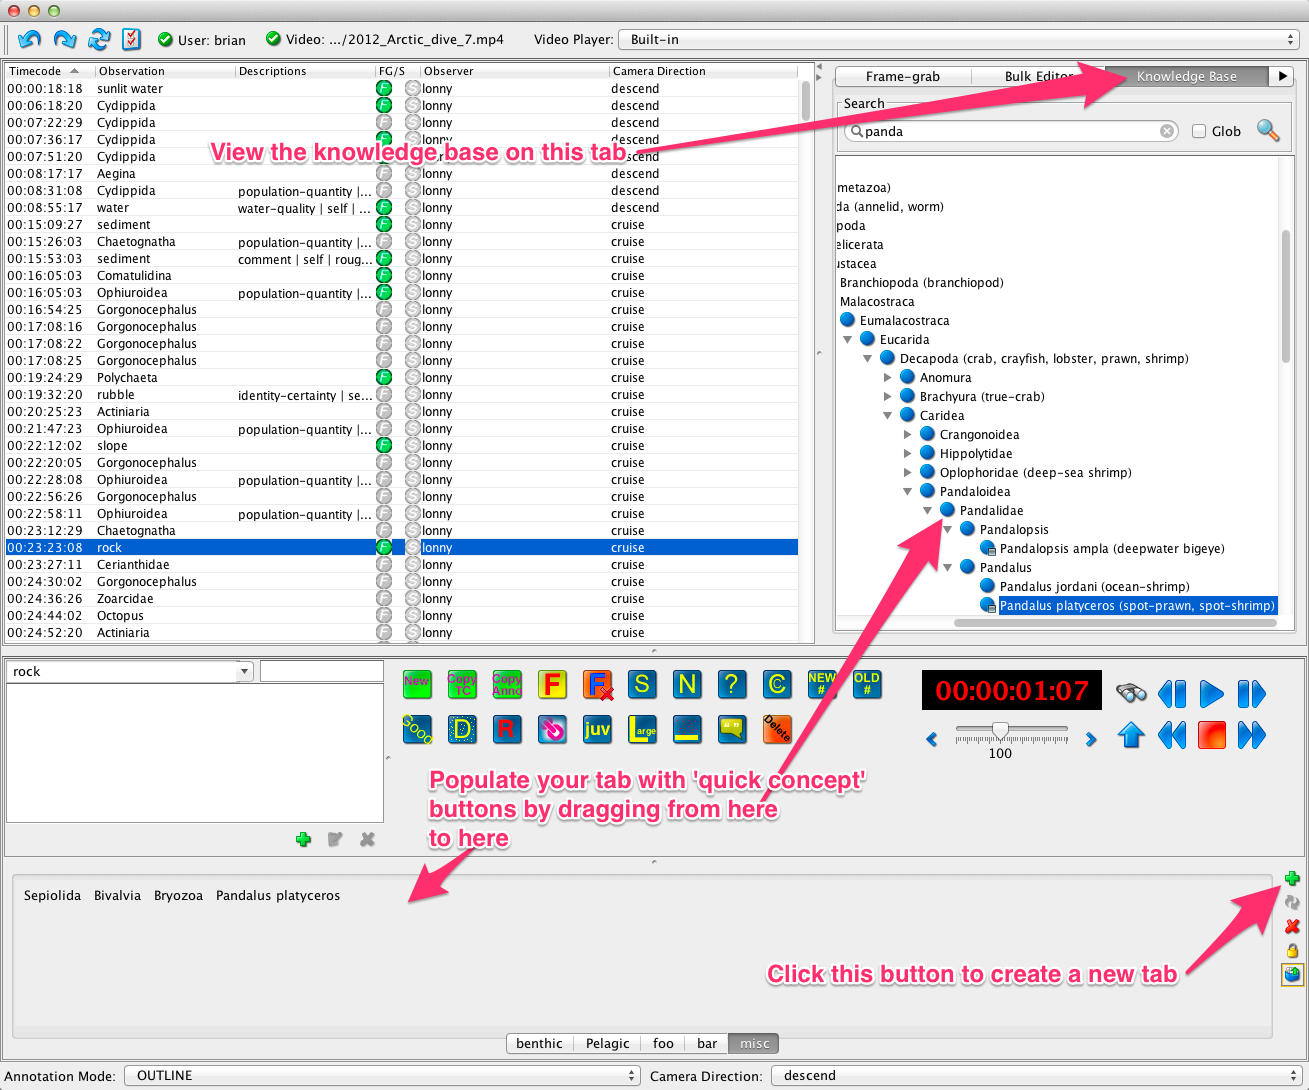 User: brian
Video: .../2012_Arctic_dive_7.mp4
Video Player: Built-in
Timecode Observation Descriptions FG/S Observer Camera Direction
00:00:18:18 sunlit water F S lonny descend
00:06:18:20 Cydippida F S lonny descend
00:07:22:29 Cydippida F S lonny descend
00:07:36:17 Cydippida F S lonny descend
00:07:51:20 Cydippida lonny descend
00:08:17:17 Aegina F S lonny descend
00:08:31:08 Cydippida population-quantity |... F S lonny descend
00:08:55:17 water water-quality | self | ... F S lonny descend
00:15:09:27 sediment F S lonny cruise
00:15:26:03 Chaetognatha population-quantity |... F S lonny cruise
00:15:53:03 sediment comment | self | roug... F S lonny cruise
00:16:05:03 Comatulidina F S lonny cruise
00:16:05:03 Ophiuroidea population-quantity |... F S lonny cruise
00:16:54:25 Gorgonocephalus F S lonny cruise
00:17:08:16 Gorgonocephalus F S lonny cruise
00:17:08:22 Gorgonocephalus F S lonny cruise
00:17:08:25 Gorgonocephalus F S lonny cruise
00:19:24:29 Polychaeta F S lonny cruise
00:19:32:20 rubble identity-certainty | se... F S lonny cruise
00:20:25:23 Actiniaria F S lonny cruise
00:21:47:23 Ophiuroidea population-quantity |... F S lonny cruise
00:22:12:02 slope F S lonny cruise
00:22:20:05 Gorgonocephalus F S lonny cruise
00:22:28:08 Ophiuroidea population-quantity |... F S lonny cruise
00:22:56:26 Gorgonocephalus F S lonny cruise
00:22:58:11 Ophiuroidea population-quantity |... F S lonny cruise
00:23:12:29 Chaetognatha F S lonny cruise
00:23:23:08 rock F S lonny cruise
00:23:27:11 Cerianthidae F S lonny cruise
00:24:30:02 Gorgonocephalus F S lonny cruise
00:24:36:26 Zoarcidae F S lonny cruise
00:24:44:02 Octopus F S lonny cruise
00:24:52:20 Actiniaria F S lonny cruise
View the knowledge base on this tab
Frame-grab Bulk Editor Knowledge Base
Search
panda Glob
metazoa)
da (annelid, worm)
poda
elicerata
ustacea
Branchiopoda (branchiopod)
Malacostraca
Eumalacostraca
Eucarida
Decapoda (crab, crayfish, lobster, prawn, shrimp)
Anomura
Brachyura (true-crab)
Caridea
Crangonoidea
Hippolytidae
Oplophoridae (deep-sea shrimp)
Pandaloidea
Pandalidae
Pandalopsis
Pandalopsis ampla (deepwater bigeye)
Pandalus
Pandalus jordani (ocean-shrimp)
Pandalus platyceros (spot-prawn, spot-shrimp)
rock
New Copy TC Copy Anno F F S N ? C NEW # OLD #
GOOD D R juv Large Delete
00:00:01:07
100
Populate your tab with 'quick concept'
buttons by dragging from here
to here
Sepiolida Bivalvia Bryozoa Pandalus platyceros
Click this button to create a new tab
benthic Pelagic foo bar misc
Annotation Mode: OUTLINE Camera Direction: descend